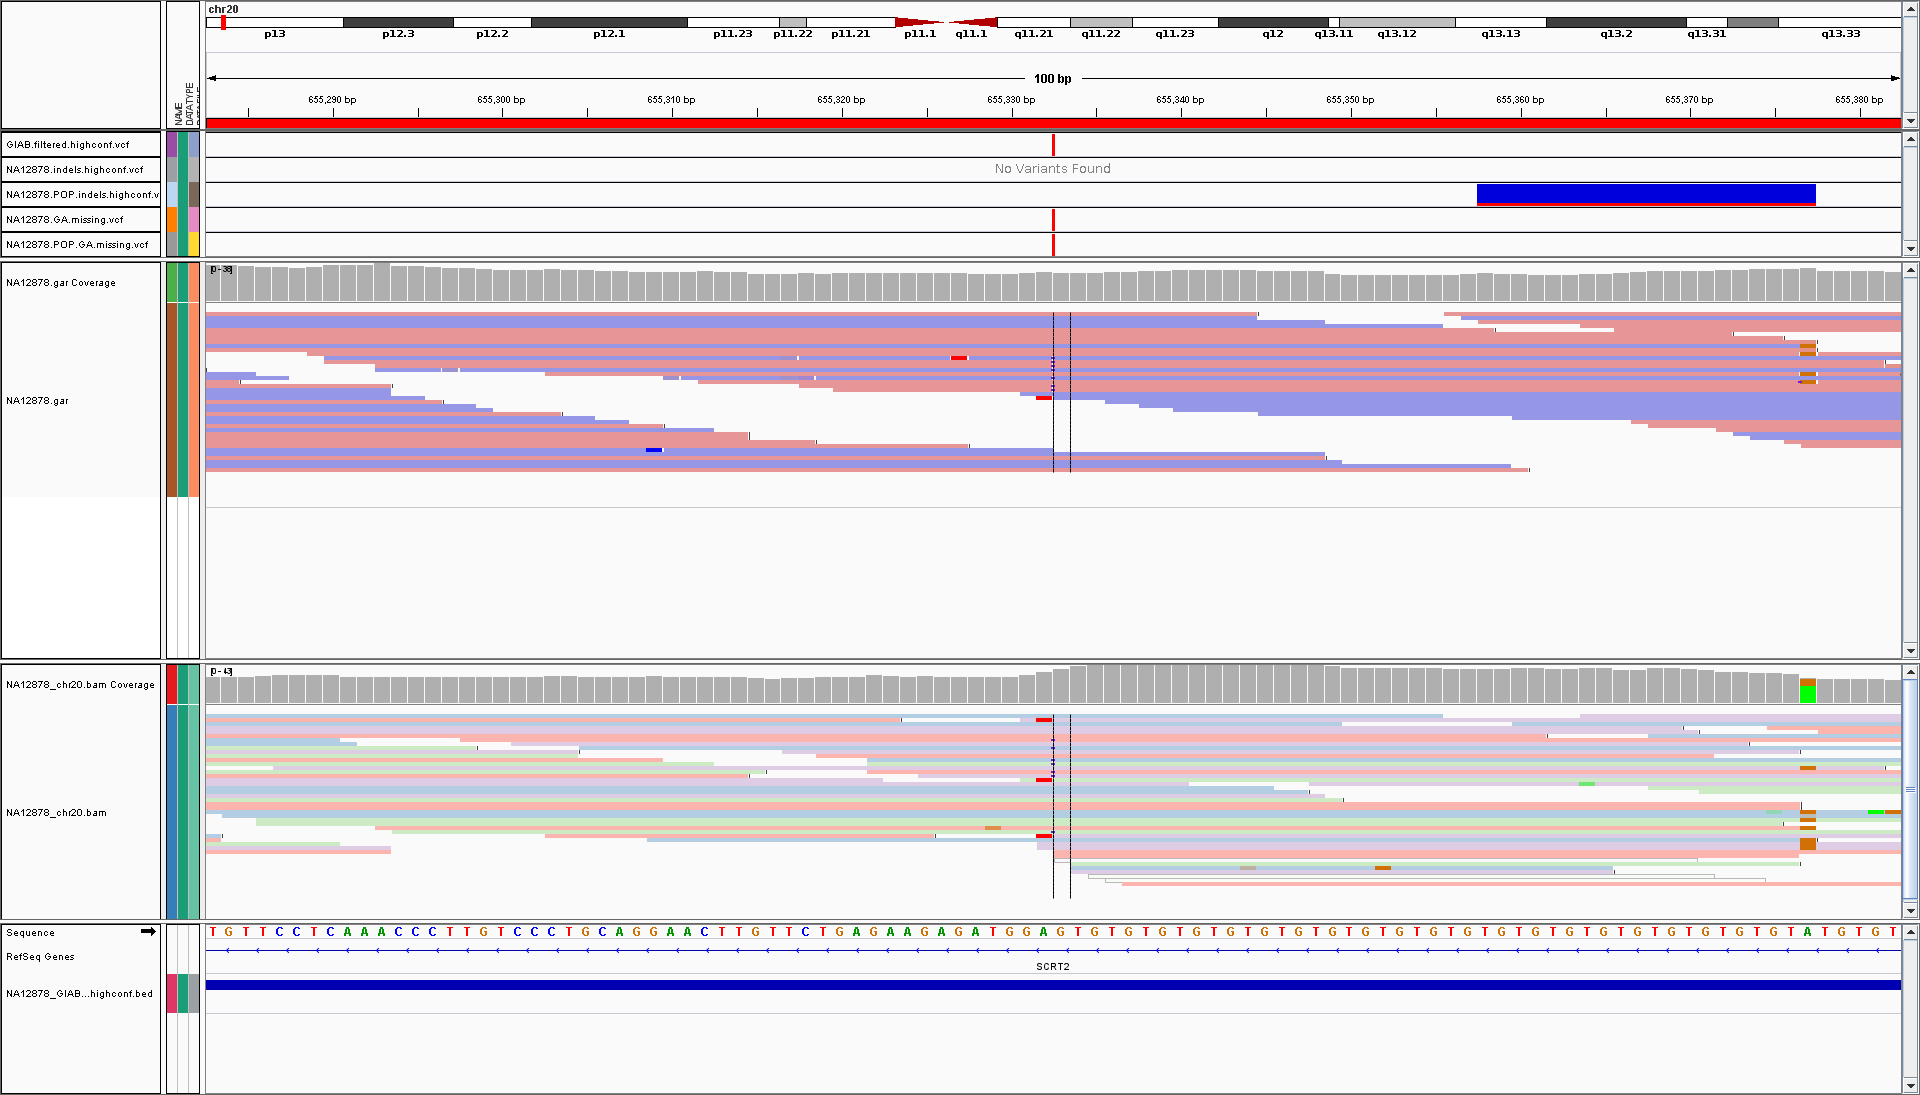 chr20
p13 p12.3 p12.2 p12.1 p11.23 p11.22 p11.21 p11.1 q11.1 q11.21 q11.22 q11.23 q12 q13.11 q13.12 q13.13 q13.2 q13.31 q13.33
100 bp
NAME
DATATYPE
655,290 bp 655,300 bp 655,310 bp 655,320 bp 655,330 bp 655,340 bp 655,350 bp 655,360 bp 655,370 bp 655,380 bp
GIAB.filtered.highconf.vcf
NA12878.indels.highconf.vcf
No Variants Found
NA12878.POP.indels.highconf.v
NA12878.GA.missing.vcf
NA12878.POP.GA.missing.vcf
[0 - 38]
NA12878.gar Coverage
NA12878.gar
[0 - 43]
NA12878_chr20.bam Coverage
NA12878_chr20.bam
Sequence
T G T T C C T C A A A C C C T T G T C C C T G C A G G A A C T T G T T C T G A G A A G A G A T G G A G T G T G T G T G T G T G T G T G T G T G T G T G T G T G T G T G T G T G T G T G T G T A T G T G T
RefSeq Genes
SCRT2
NA12878_GIAB...highconf.bed